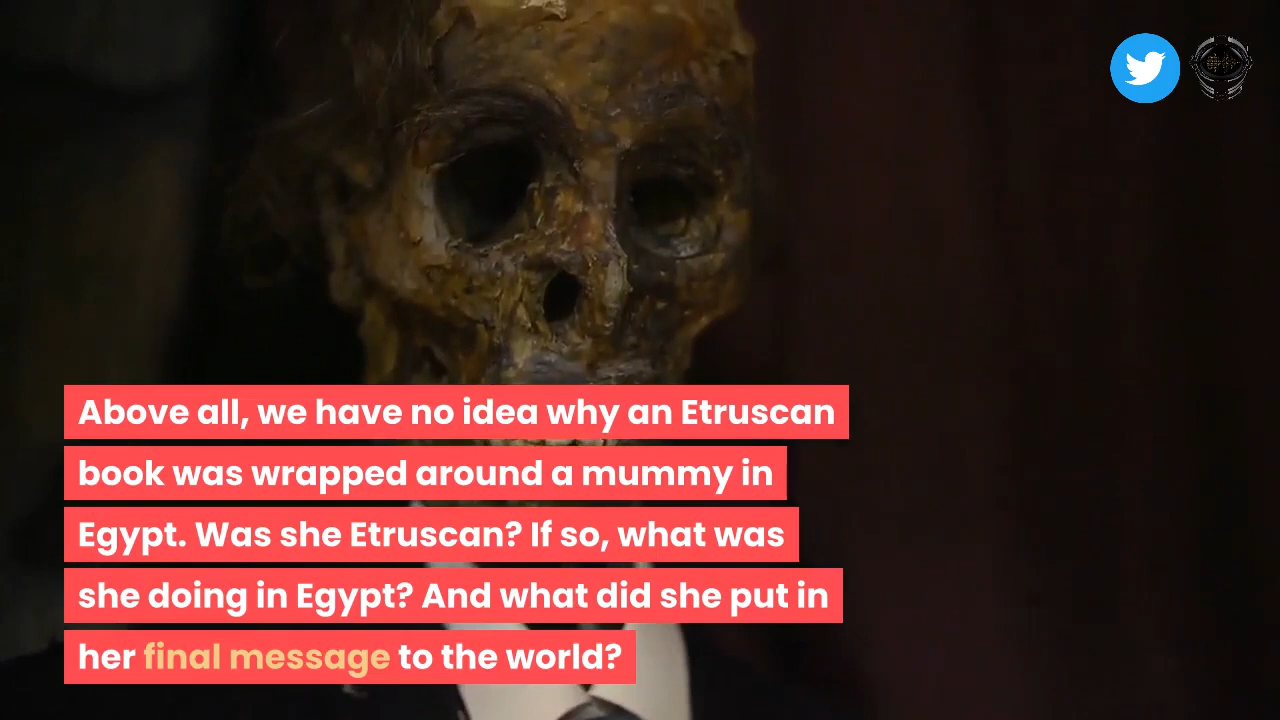 Above all, we have no idea why an Etruscan
book was wrapped around a mummy in
Egypt. Was she Etruscan? If so, what was
she doing in Egypt? And what did she put in
her final message to the world?